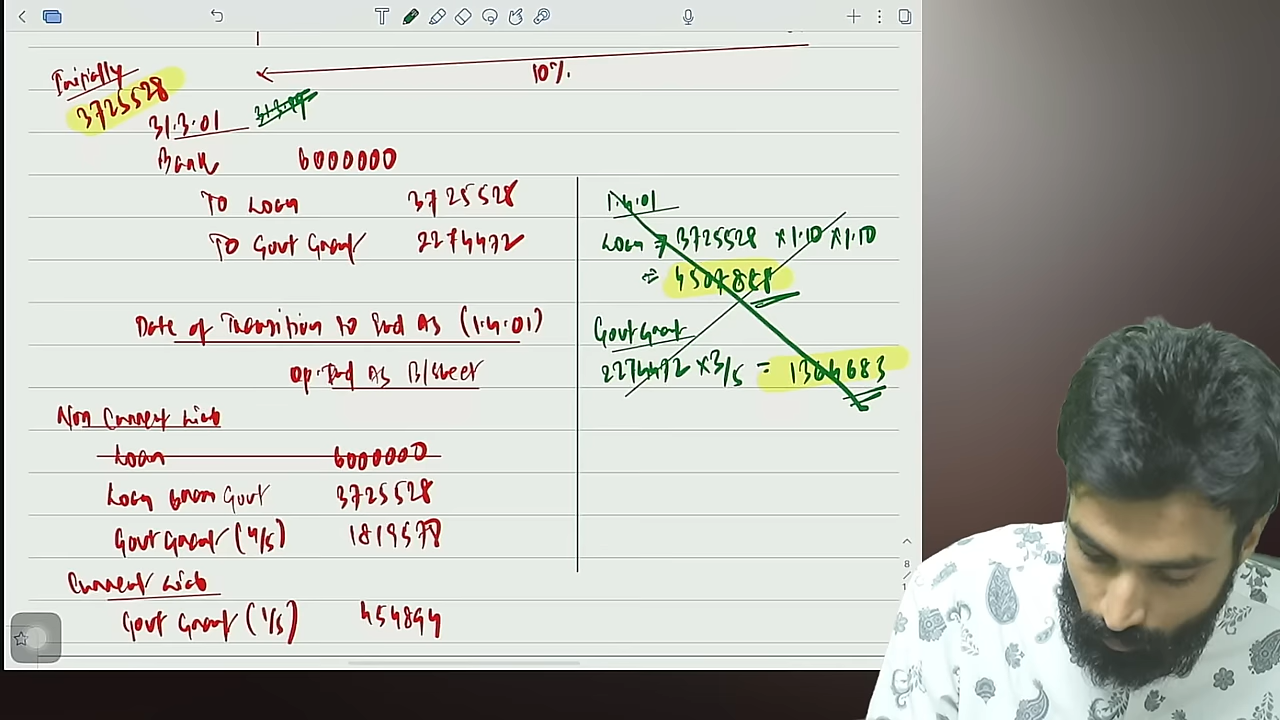 10%
Initially
3725528
31.3.01
Bank 6000000
To Loan 3725528
To Govt Grant 2274472
Date of Transition to Ind AS (1.4.01)
op. Ind AS B/sheet
Non Current Liab
Loan 6000000
Loan from Govt 3725528
Govt Grant (4/5) 1819578
Current Liab
Govt Grant (1/5) 454894
1.4.01
Loan = 3725528 x 1.10 x 1.10
=
Govt Grant
2274472 x 3/5 = 1364683
8